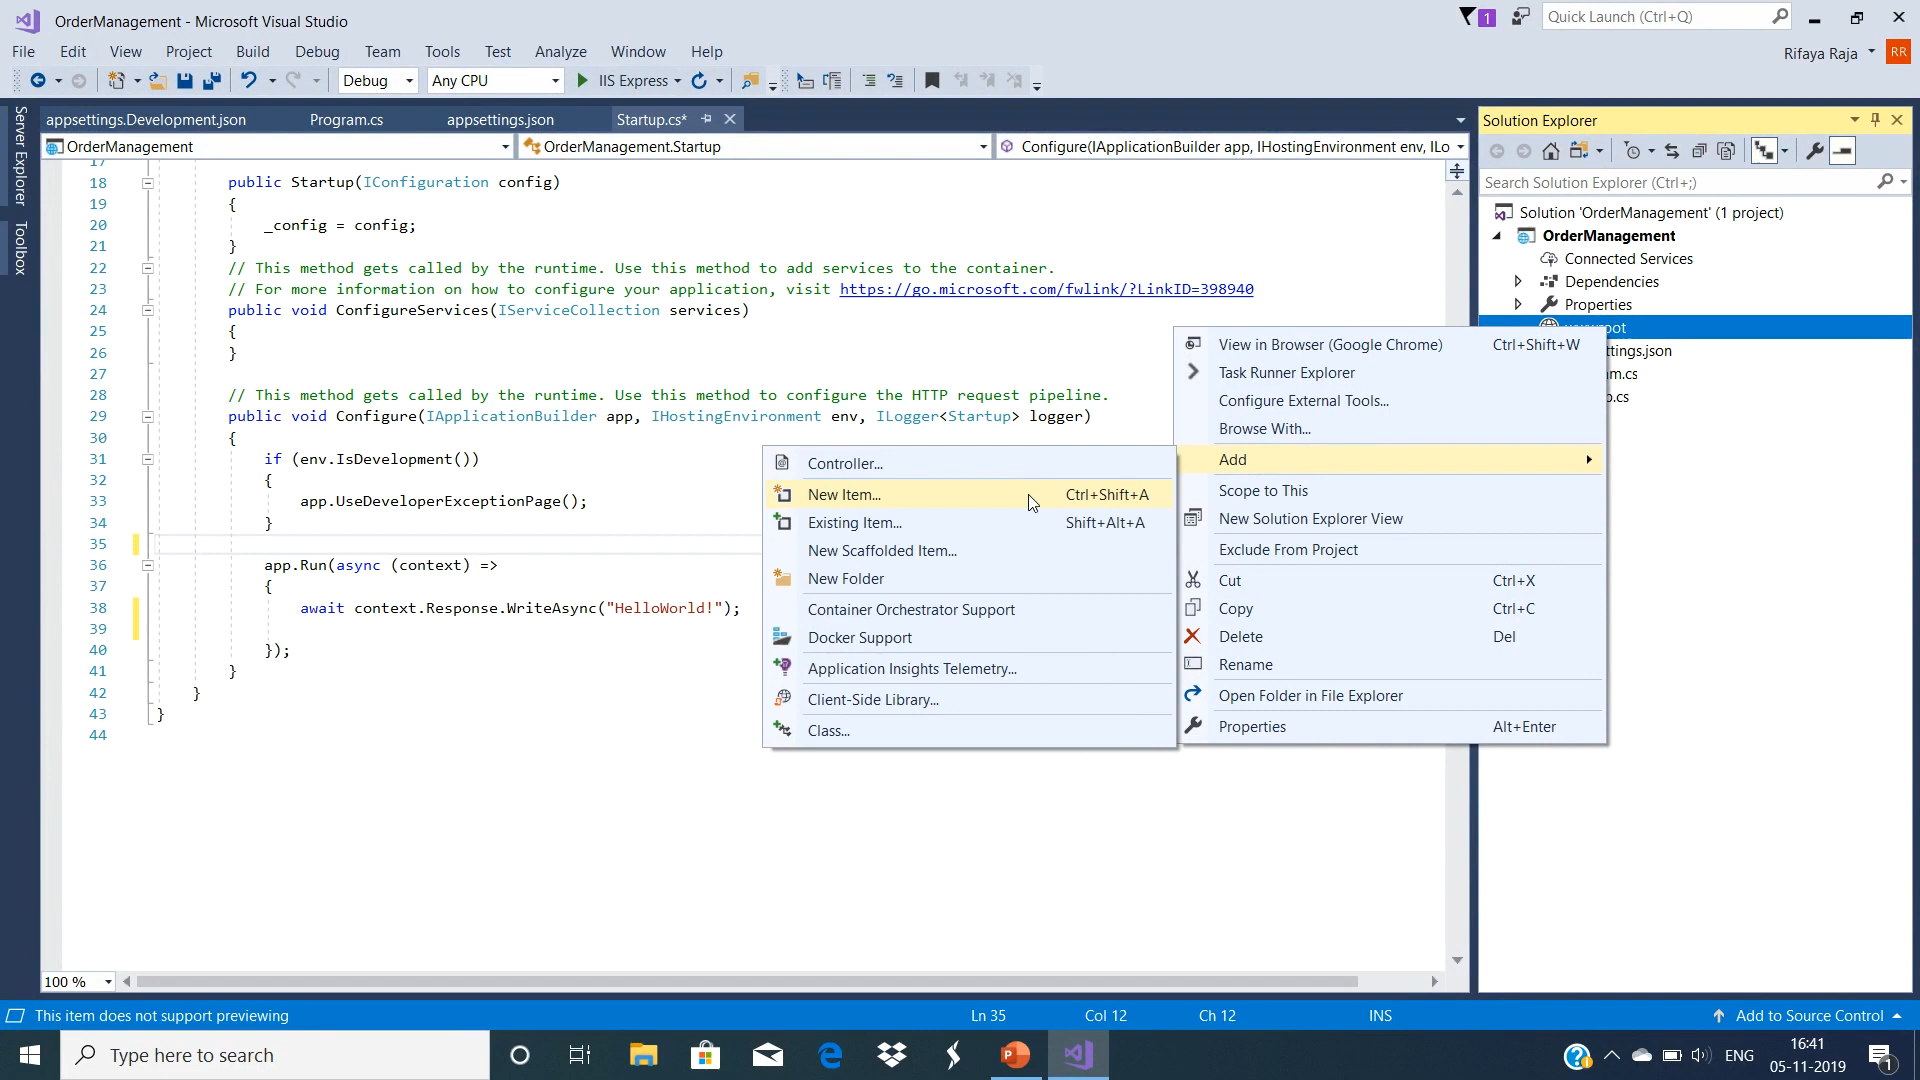 OrderManagement - Microsoft Visual Studio
1
Quick Launch (Ctrl+Q)
File Edit View Project Build Debug Team Tools Test Analyze Window Help
Rifaya Raja RR
Debug Any CPU IIS Express
Server Explorer
Toolbox
appsettings.Development.json Program.cs appsettings.json Startup.cs*
OrderManagement OrderManagement.Startup Configure(IApplicationBuilder app, IHostingEnvironment env, ILo
17
18 public Startup(IConfiguration config)
19 {
20 _config = config;
21 }
22 // This method gets called by the runtime. Use this method to add services to the container.
23 // For more information on how to configure your application, visit https://go.microsoft.com/fwlink/?LinkID=398940
24 public void ConfigureServices(IServiceCollection services)
25 {
26 }
27
28 // This method gets called by the runtime. Use this method to configure the HTTP request pipeline.
29 public void Configure(IApplicationBuilder app, IHostingEnvironment env, ILogger<Startup> logger)
30 {
31 if (env.IsDevelopment())
32 {
33 app.UseDeveloperExceptionPage();
34 }
35
36 app.Run(async (context) =>
37 {
38 await context.Response.WriteAsync("HelloWorld!");
39
40 });
41 }
42 }
43 }
44
Controller...
New Item... Ctrl+Shift+A
Existing Item... Shift+Alt+A
New Scaffolded Item...
New Folder
Container Orchestrator Support
Docker Support
Application Insights Telemetry...
Client-Side Library...
Class...
View in Browser (Google Chrome) Ctrl+Shift+W
Task Runner Explorer
Configure External Tools...
Browse With...
Add
Scope to This
New Solution Explorer View
Exclude From Project
Cut Ctrl+X
Copy Ctrl+C
Delete Del
Rename
Open Folder in File Explorer
Properties Alt+Enter
Solution Explorer
Search Solution Explorer (Ctrl+;)
Solution 'OrderManagement' (1 project)
OrderManagement
Connected Services
Dependencies
Properties
ttings.json
m.cs
p.cs
100 %
This item does not support previewing
Ln 35 Col 12 Ch 12 INS
Add to Source Control
Type here to search
ENG
16:41
05-11-2019
1